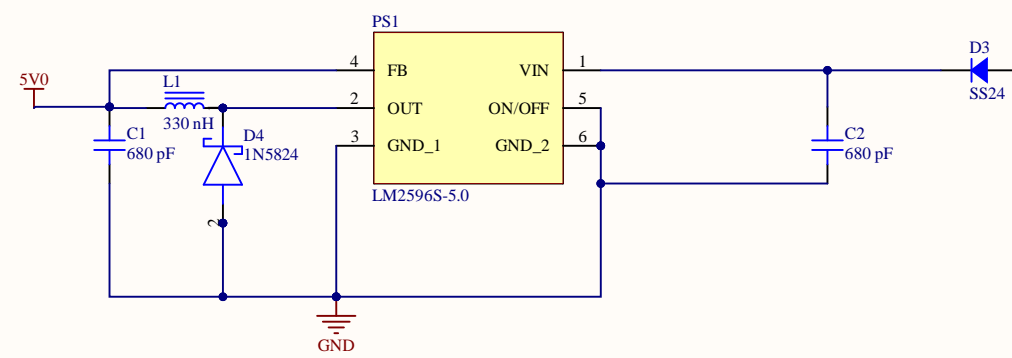 PS1
D3
SS24
5V0
L1
330 nH
4 FB VIN 1
2 OUT ON/OFF 5
3 GND_1 GND_2 6
C1
680 pF
D4
1N5824
2
C2
680 pF
LM2596S-5.0
GND